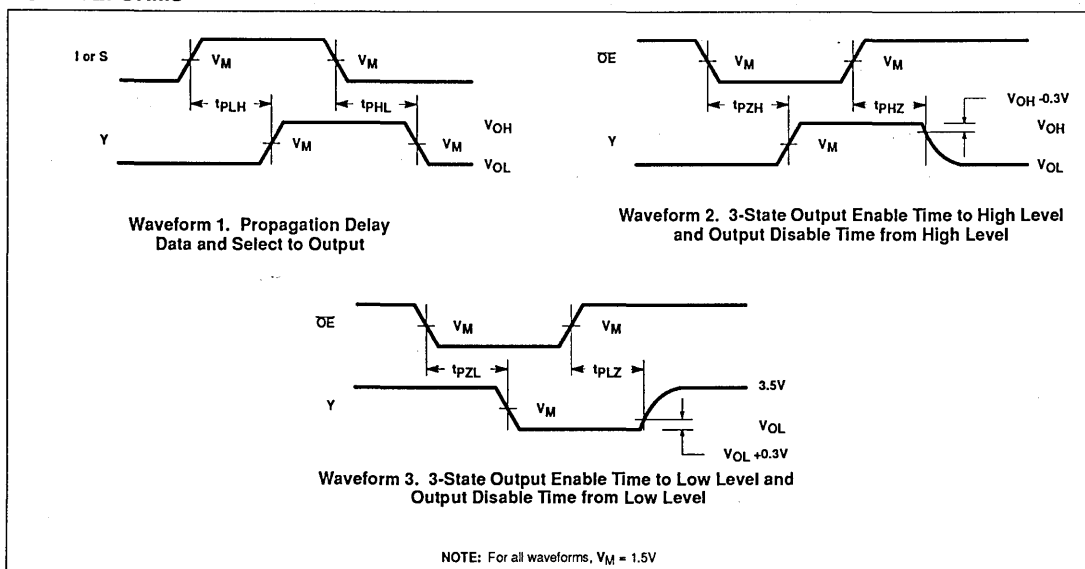 I or S
VM
VM
tPLH
tPHL
Y
VM
VM
VOH
VOL
Waveform 1. Propagation Delay
Data and Select to Output
OE
VM
VM
tPZH
tPHZ
VOH -0.3V
Y
VM
VOH
VOL
Waveform 2. 3-State Output Enable Time to High Level
and Output Disable Time from High Level
OE
VM
VM
tPZL
tPLZ
3.5V
Y
VM
VOL
VOL +0.3V
Waveform 3. 3-State Output Enable Time to Low Level and
Output Disable Time from Low Level
NOTE: For all waveforms, VM = 1.5V